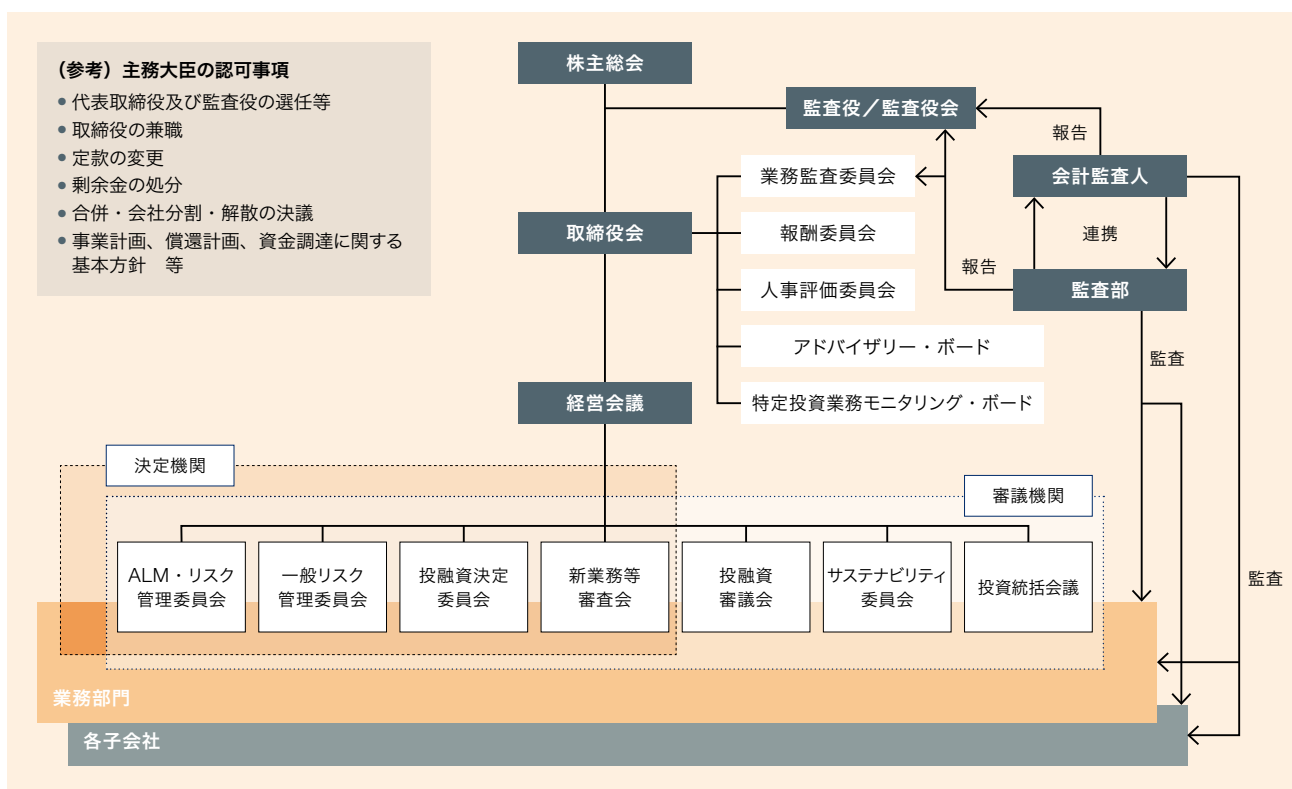 （参考）主務大臣の認可事項
• 代表取締役及び監査役の選任等
• 取締役の兼職
• 定款の変更
• 剰余金の処分
• 合併・会社分割・解散の決議
• 事業計画、償還計画、資金調達に関する
基本方針　等
株主総会
監査役／監査役会
報告
業務監査委員会
会計監査人
取締役会
報酬委員会
連携
報告
人事評価委員会
監査部
アドバイザリー・ボード
監査
経営会議
特定投資業務モニタリング・ボード
決定機関
審議機関
ALM・リスク
管理委員会
一般リスク
管理委員会
投融資決定
委員会
新業務等
審査会
投融資
審議会
サステナビリティ
委員会
投資統括会議
監査
業務部門
各子会社